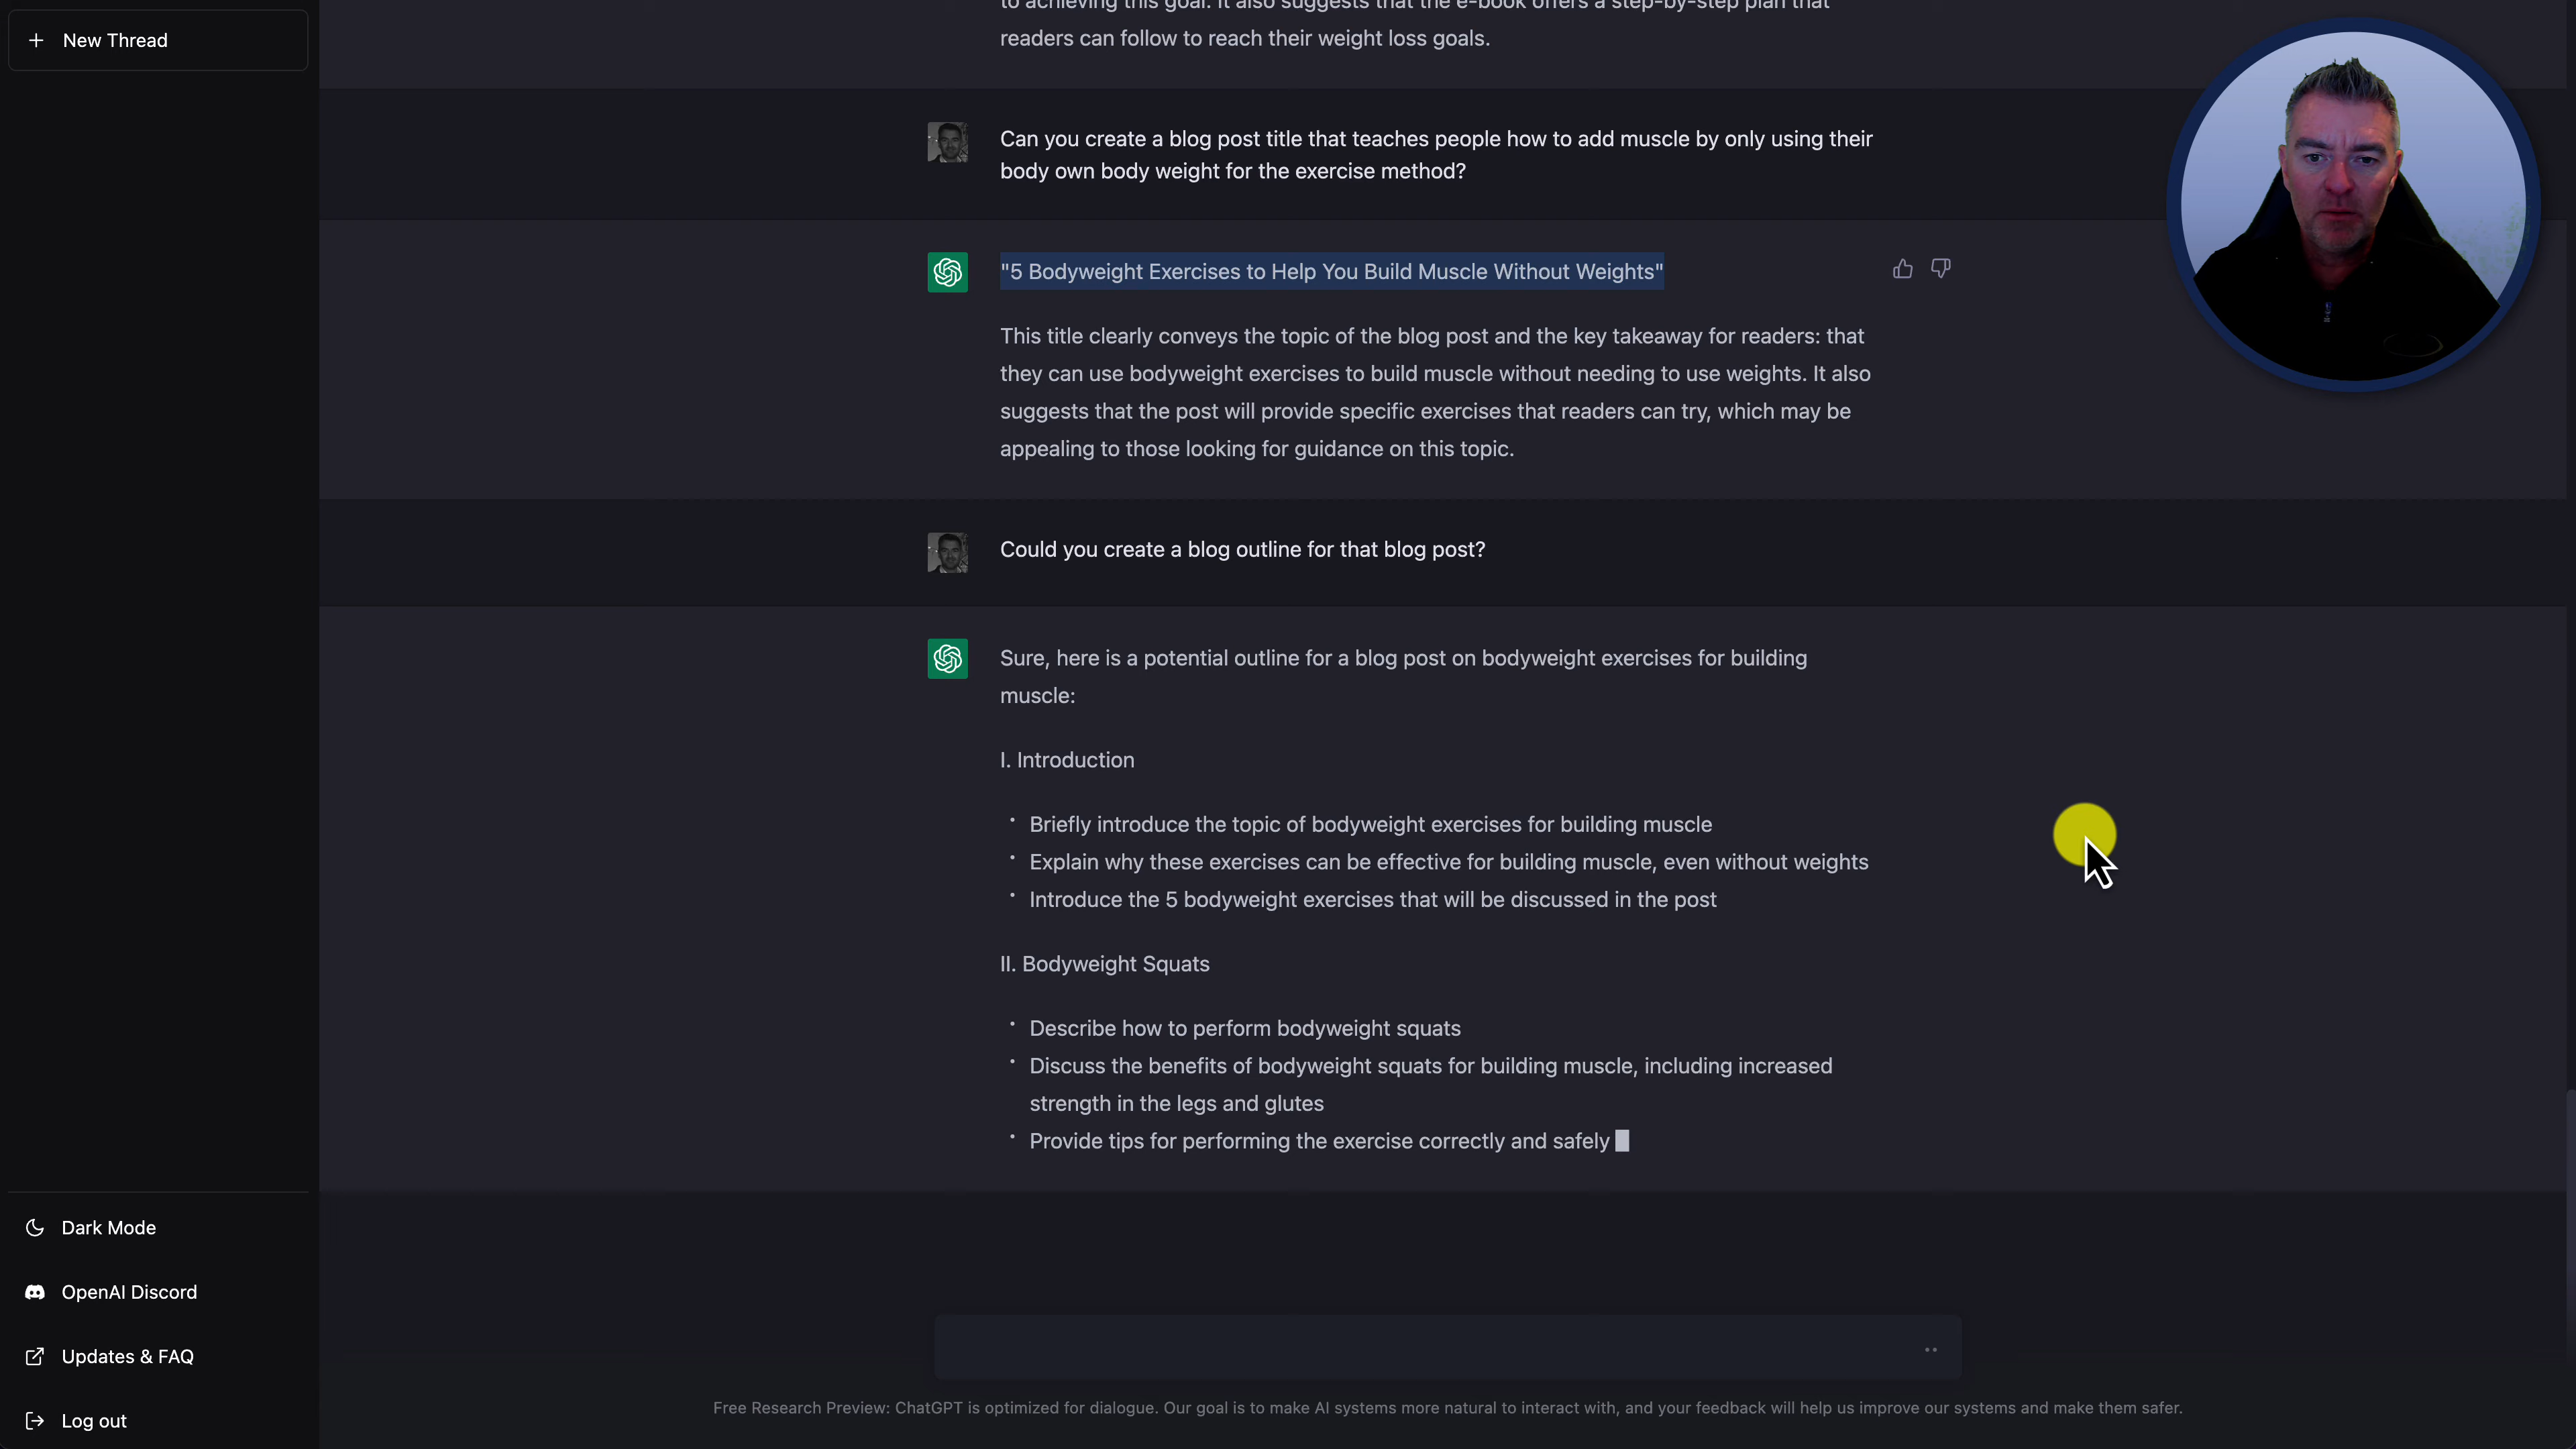 New Thread
to achieving this goal. It also suggests that the e-book offers a step-by-step plan that
readers can follow to reach their weight loss goals.
Can you create a blog post title that teaches people how to add muscle by only using their
body own body weight for the exercise method?
"5 Bodyweight Exercises to Help You Build Muscle Without Weights"
This title clearly conveys the topic of the blog post and the key takeaway for readers: that
they can use bodyweight exercises to build muscle without needing to use weights. It also
suggests that the post will provide specific exercises that readers can try, which may be
appealing to those looking for guidance on this topic.
Could you create a blog outline for that blog post?
Sure, here is a potential outline for a blog post on bodyweight exercises for building
muscle:
I. Introduction
• Briefly introduce the topic of bodyweight exercises for building muscle
• Explain why these exercises can be effective for building muscle, even without weights
• Introduce the 5 bodyweight exercises that will be discussed in the post
II. Bodyweight Squats
• Describe how to perform bodyweight squats
• Discuss the benefits of bodyweight squats for building muscle, including increased
strength in the legs and glutes
• Provide tips for performing the exercise correctly and safely
Dark Mode
OpenAI Discord
Updates & FAQ
Log out
Free Research Preview: ChatGPT is optimized for dialogue. Our goal is to make AI systems more natural to interact with, and your feedback will help us improve our systems and make them safer.